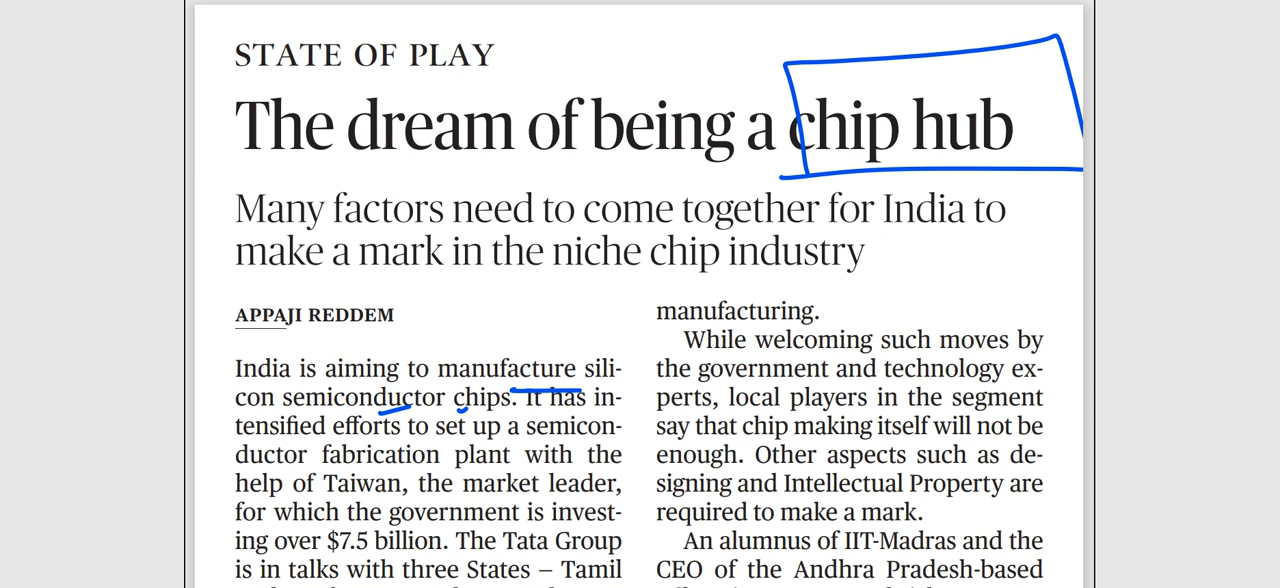 STATE OF PLAY
The dream of being a chip hub
Many factors need to come together for India to
make a mark in the niche chip industry
APPAJI REDDEM
India is aiming to manufacture sili-
con semiconductor chips. It has in-
tensified efforts to set up a semicon-
ductor fabrication plant with the
help of Taiwan, the market leader,
for which the government is invest-
ing over $7.5 billion. The Tata Group
is in talks with three States – Tamil
manufacturing.
While welcoming such moves by
the government and technology ex-
perts, local players in the segment
say that chip making itself will not be
enough. Other aspects such as de-
signing and Intellectual Property are
required to make a mark.
An alumnus of IIT-Madras and the
CEO of the Andhra Pradesh-based